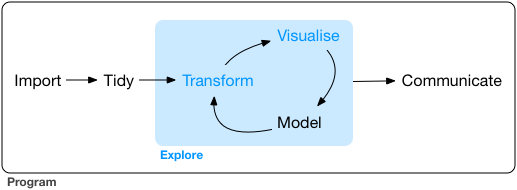 Visualise
Import
Tidy
Transform
Communicate
Model
Explore
Program